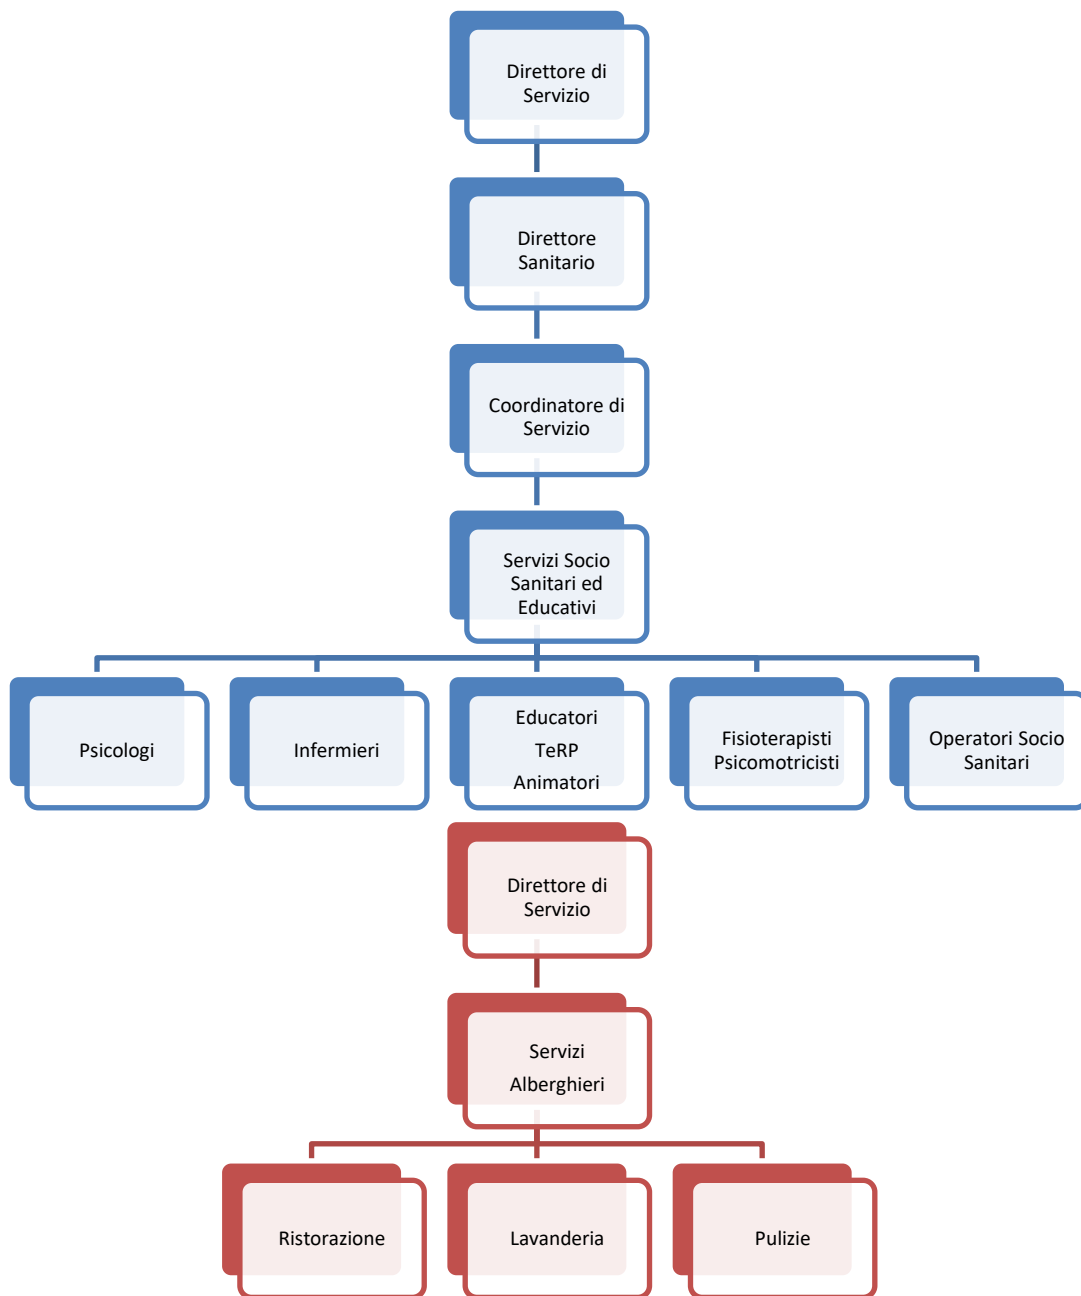 Direttore di
Servizio
Direttore
Sanitario
Coordinatore di
Servizio
Servizi Socio
Sanitari ed
Educativi
Psicologi
Infermieri
Educatori
TeRP
Animatori
Fisioterapisti
Psicomotricisti
Operatori Socio
Sanitari
Direttore di
Servizio
Servizi
Alberghieri
Ristorazione
Lavanderia
Pulizie